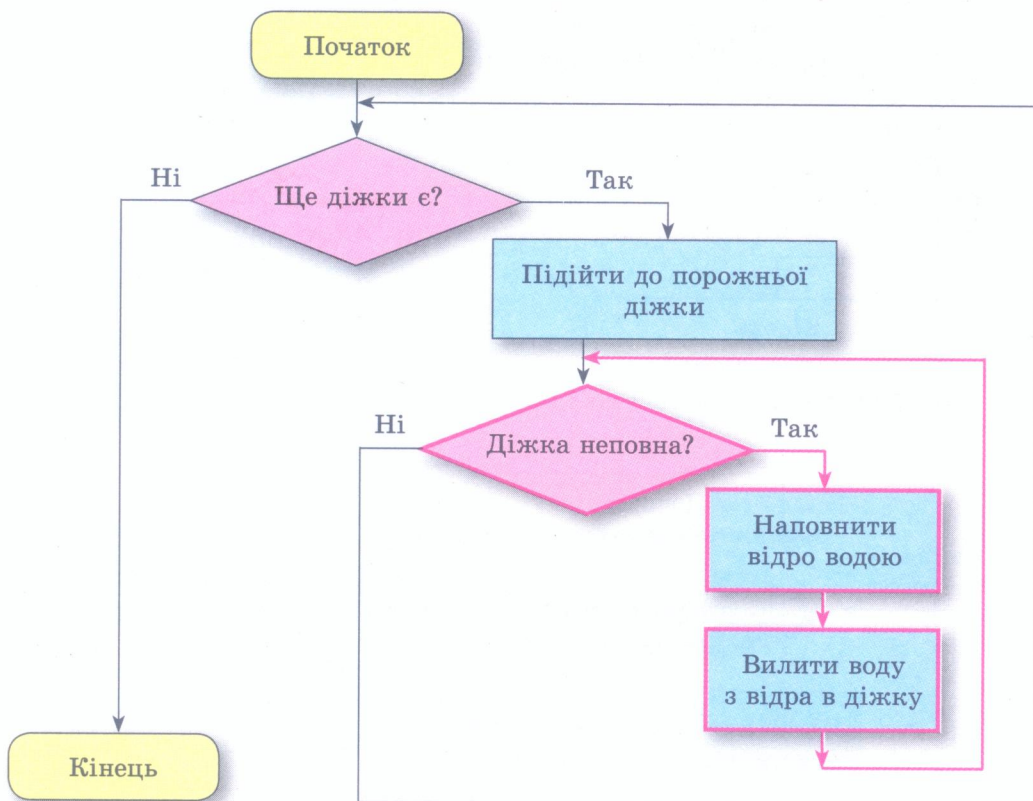 Початок
Ні
Ще діжки є?
Так
Підійти до порожньої
діжки
Ні
Діжка неповна?
Так
Наповнити
відро водою
Вилити воду
з відра в діжку
Кінець